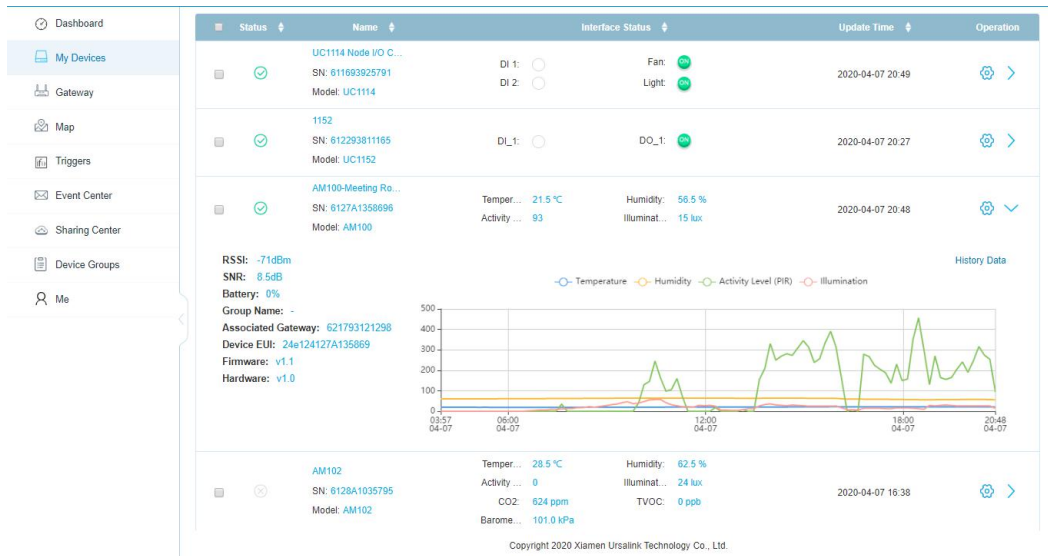 Dashboard
My Devices
Gateway
Map
Triggers
Event Center
Sharing Center
Device Groups
Me
Status Name Interface Status Update Time Operation
UC1114 Node I/O C...
SN: 611693925791
Model: UC1114
DI 1:
DI 2:
Fan: ON
Light: ON
2020-04-07 20:49
1152
SN: 612293811165
Model: UC1152
DI_1:
DO_1: ON
2020-04-07 20:27
AM100-Meeting Ro...
SN: 6127A1358696
Model: AM100
Temper... 21.5 ℃ Humidity: 56.5 %
Activity ... 93 Illuminat... 15 lux
2020-04-07 20:48
RSSI: -71dBm
SNR: 8.5dB
Battery: 0%
Group Name: -
Associated Gateway: 621793121298
Device EUI: 24e124127A135869
Firmware: v1.1
Hardware: v1.0
History Data
Temperature Humidity Activity Level (PIR) Illumination
500
400
300
200
100
0
03:57 06:00 12:00 18:00 20:48
04-07 04-07 04-07 04-07 04-07
AM102
SN: 6128A1035795
Model: AM102
Temper... 28.5 ℃ Humidity: 62.5 %
Activity ... 0 Illuminat... 24 lux
CO2: 624 ppm TVOC: 0 ppb
Barome... 101.0 kPa
2020-04-07 16:38
Copyright 2020 Xiamen Ursalink Technology Co., Ltd.